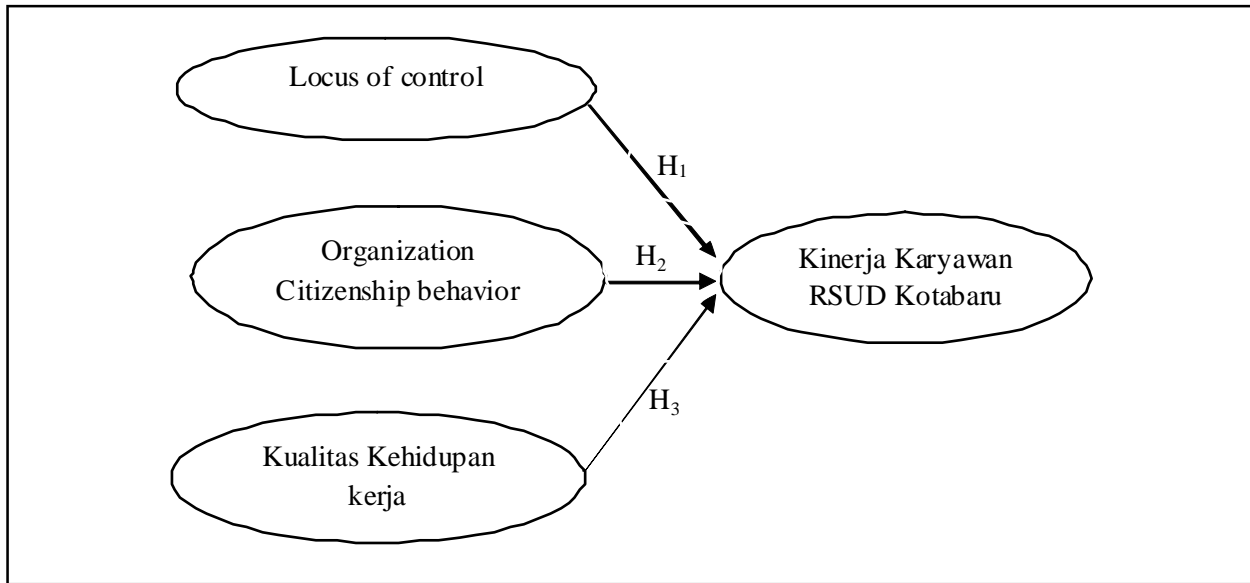 Locus of control
H₁
Organization
Citizenship behavior
H₂
Kinerja Karyawan
RSUD Kotabaru
H₃
Kualitas Kehidupan
kerja